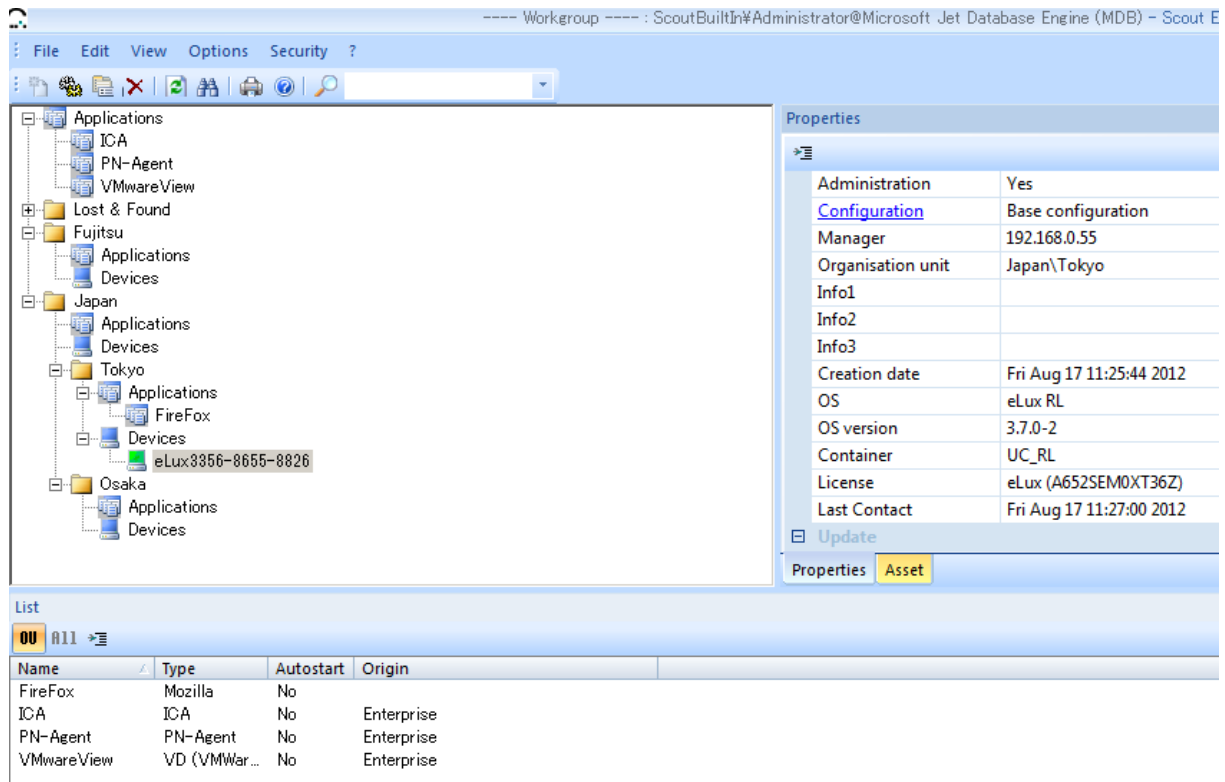 ---- Workgroup ---- : ScoutBuiltIn¥Administrator@Microsoft Jet Database Engine (MDB) - Scout E
File Edit View Options Security ?
Applications
ICA
PN-Agent
VMwareView
Lost & Found
Fujitsu
Applications
Devices
Japan
Applications
Devices
Tokyo
Applications
FireFox
Devices
eLux3356-8655-8826
Osaka
Applications
Devices
Properties
Administration Yes
Configuration Base configuration
Manager 192.168.0.55
Organisation unit Japan\Tokyo
Info1
Info2
Info3
Creation date Fri Aug 17 11:25:44 2012
OS eLux RL
OS version 3.7.0-2
Container UC_RL
License eLux (A652SEM0XT36Z)
Last Contact Fri Aug 17 11:27:00 2012
Update
Properties Asset
List
OU All
Name Type Autostart Origin
FireFox Mozilla No
ICA ICA No Enterprise
PN-Agent PN-Agent No Enterprise
VMwareView VD (VMWar... No Enterprise